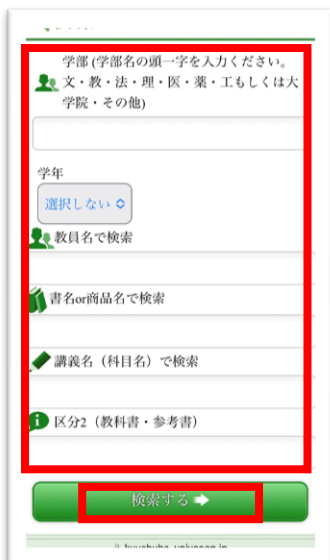 学部 (学部名の頭一字を入力ください。
文・教・法・理・医・薬・工もしくは大
学院・その他)
学年
選択しない
教員名で検索
書名or商品名で検索
講義名（科目名）で検索
区分2（教科書・参考書）
検索する